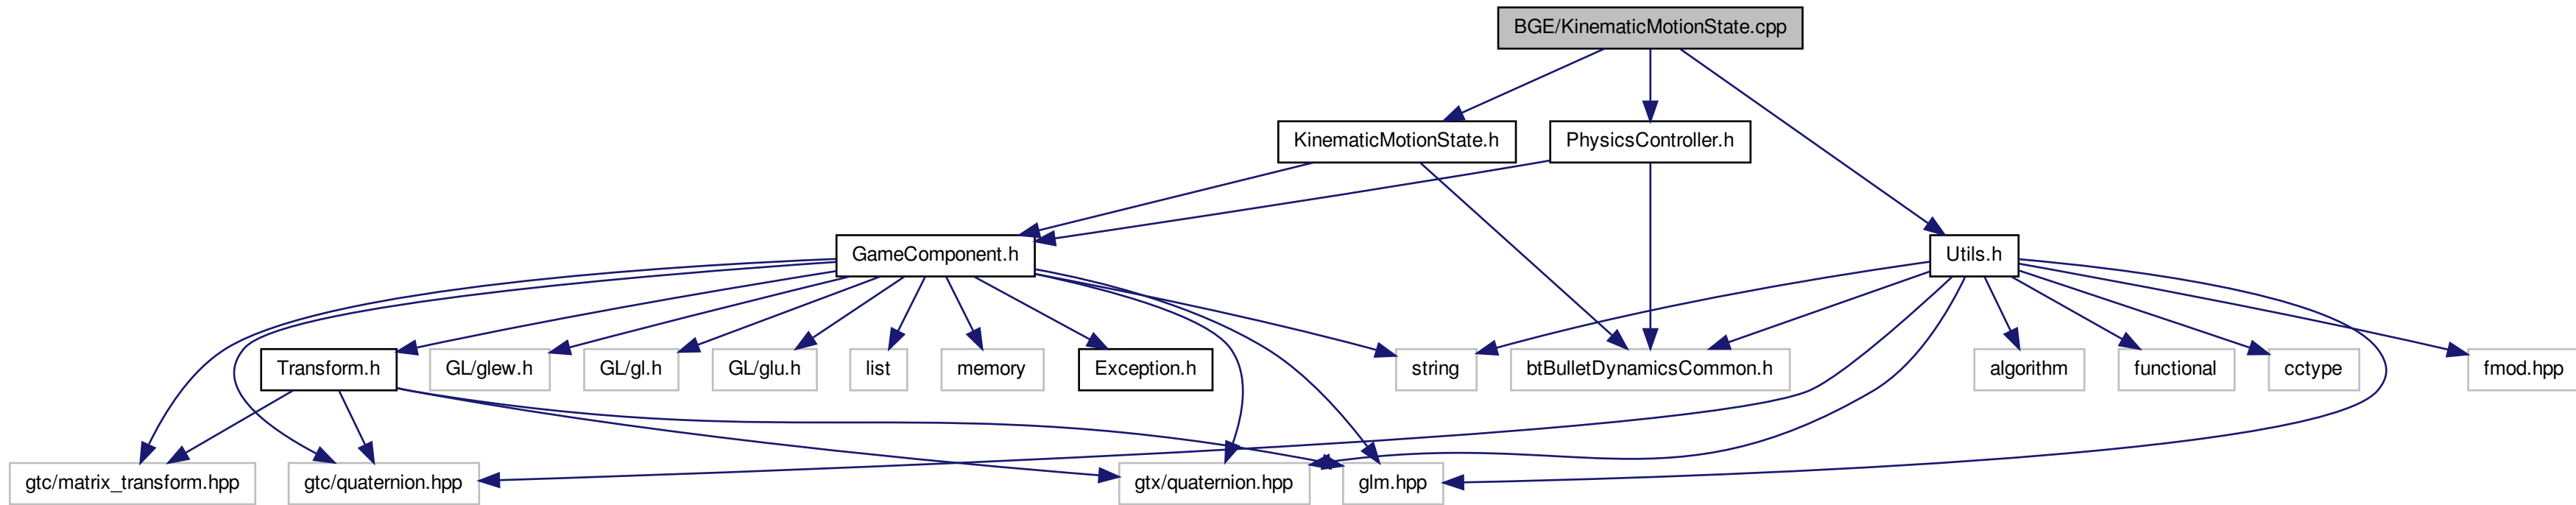 BGE/KinematicMotionState.cpp
KinematicMotionState.h
PhysicsController.h
GameComponent.h
Utils.h
Transform.h
GL/glew.h
GL/gl.h
GL/glu.h
list
memory
Exception.h
string
btBulletDynamicsCommon.h
algorithm
functional
cctype
fmod.hpp
gtc/matrix_transform.hpp
gtc/quaternion.hpp
gtx/quaternion.hpp
glm.hpp